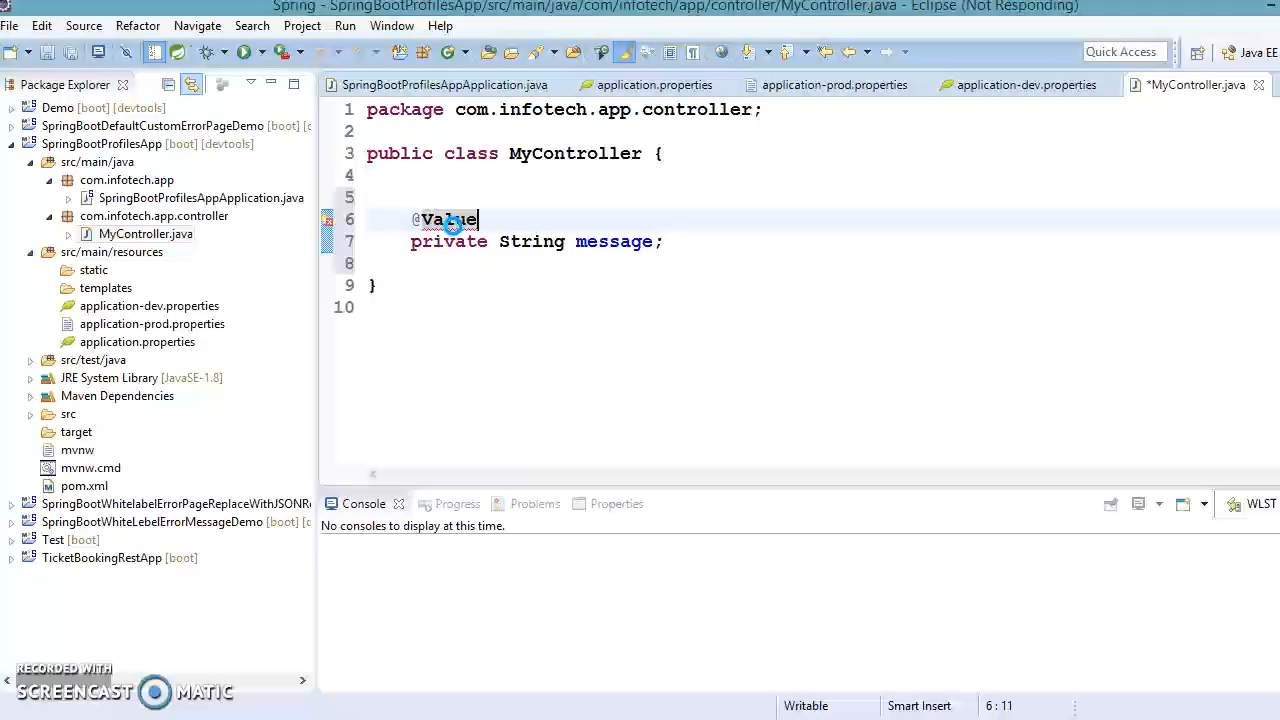 Spring - SpringBootProfilesApp/src/main/java/com/infotech/app/controller/MyController.java - Eclipse (Not Responding)
File Edit Source Refactor Navigate Search Project Run Window Help
Quick Access Java EE
Package Explorer
SpringBootProfilesAppApplication.java application.properties application-prod.properties application-dev.properties *MyController.java
Demo [boot] [devtools]
SpringBootDefaultCustomErrorPageDemo [boot] [c
SpringBootProfilesApp [boot] [devtools]
src/main/java
com.infotech.app
SpringBootProfilesAppApplication.java
com.infotech.app.controller
MyController.java
src/main/resources
static
templates
application-dev.properties
application-prod.properties
application.properties
src/test/java
JRE System Library [JavaSE-1.8]
Maven Dependencies
src
target
mvnw
mvnw.cmd
pom.xml
SpringBootWhitelabelErrorPageReplaceWithJSONR
SpringBootWhiteLebelErrorMessageDemo [boot] [c
Test [boot]
TicketBookingRestApp [boot]
1 package com.infotech.app.controller;
2
3 public class MyController {
4
5
6 @Value
7 private String message;
8
9 }
10
Console Progress Problems Properties WLST
No consoles to display at this time.
RECORDED WITH
SCREENCAST MATIC
Writable Smart Insert 6 : 11